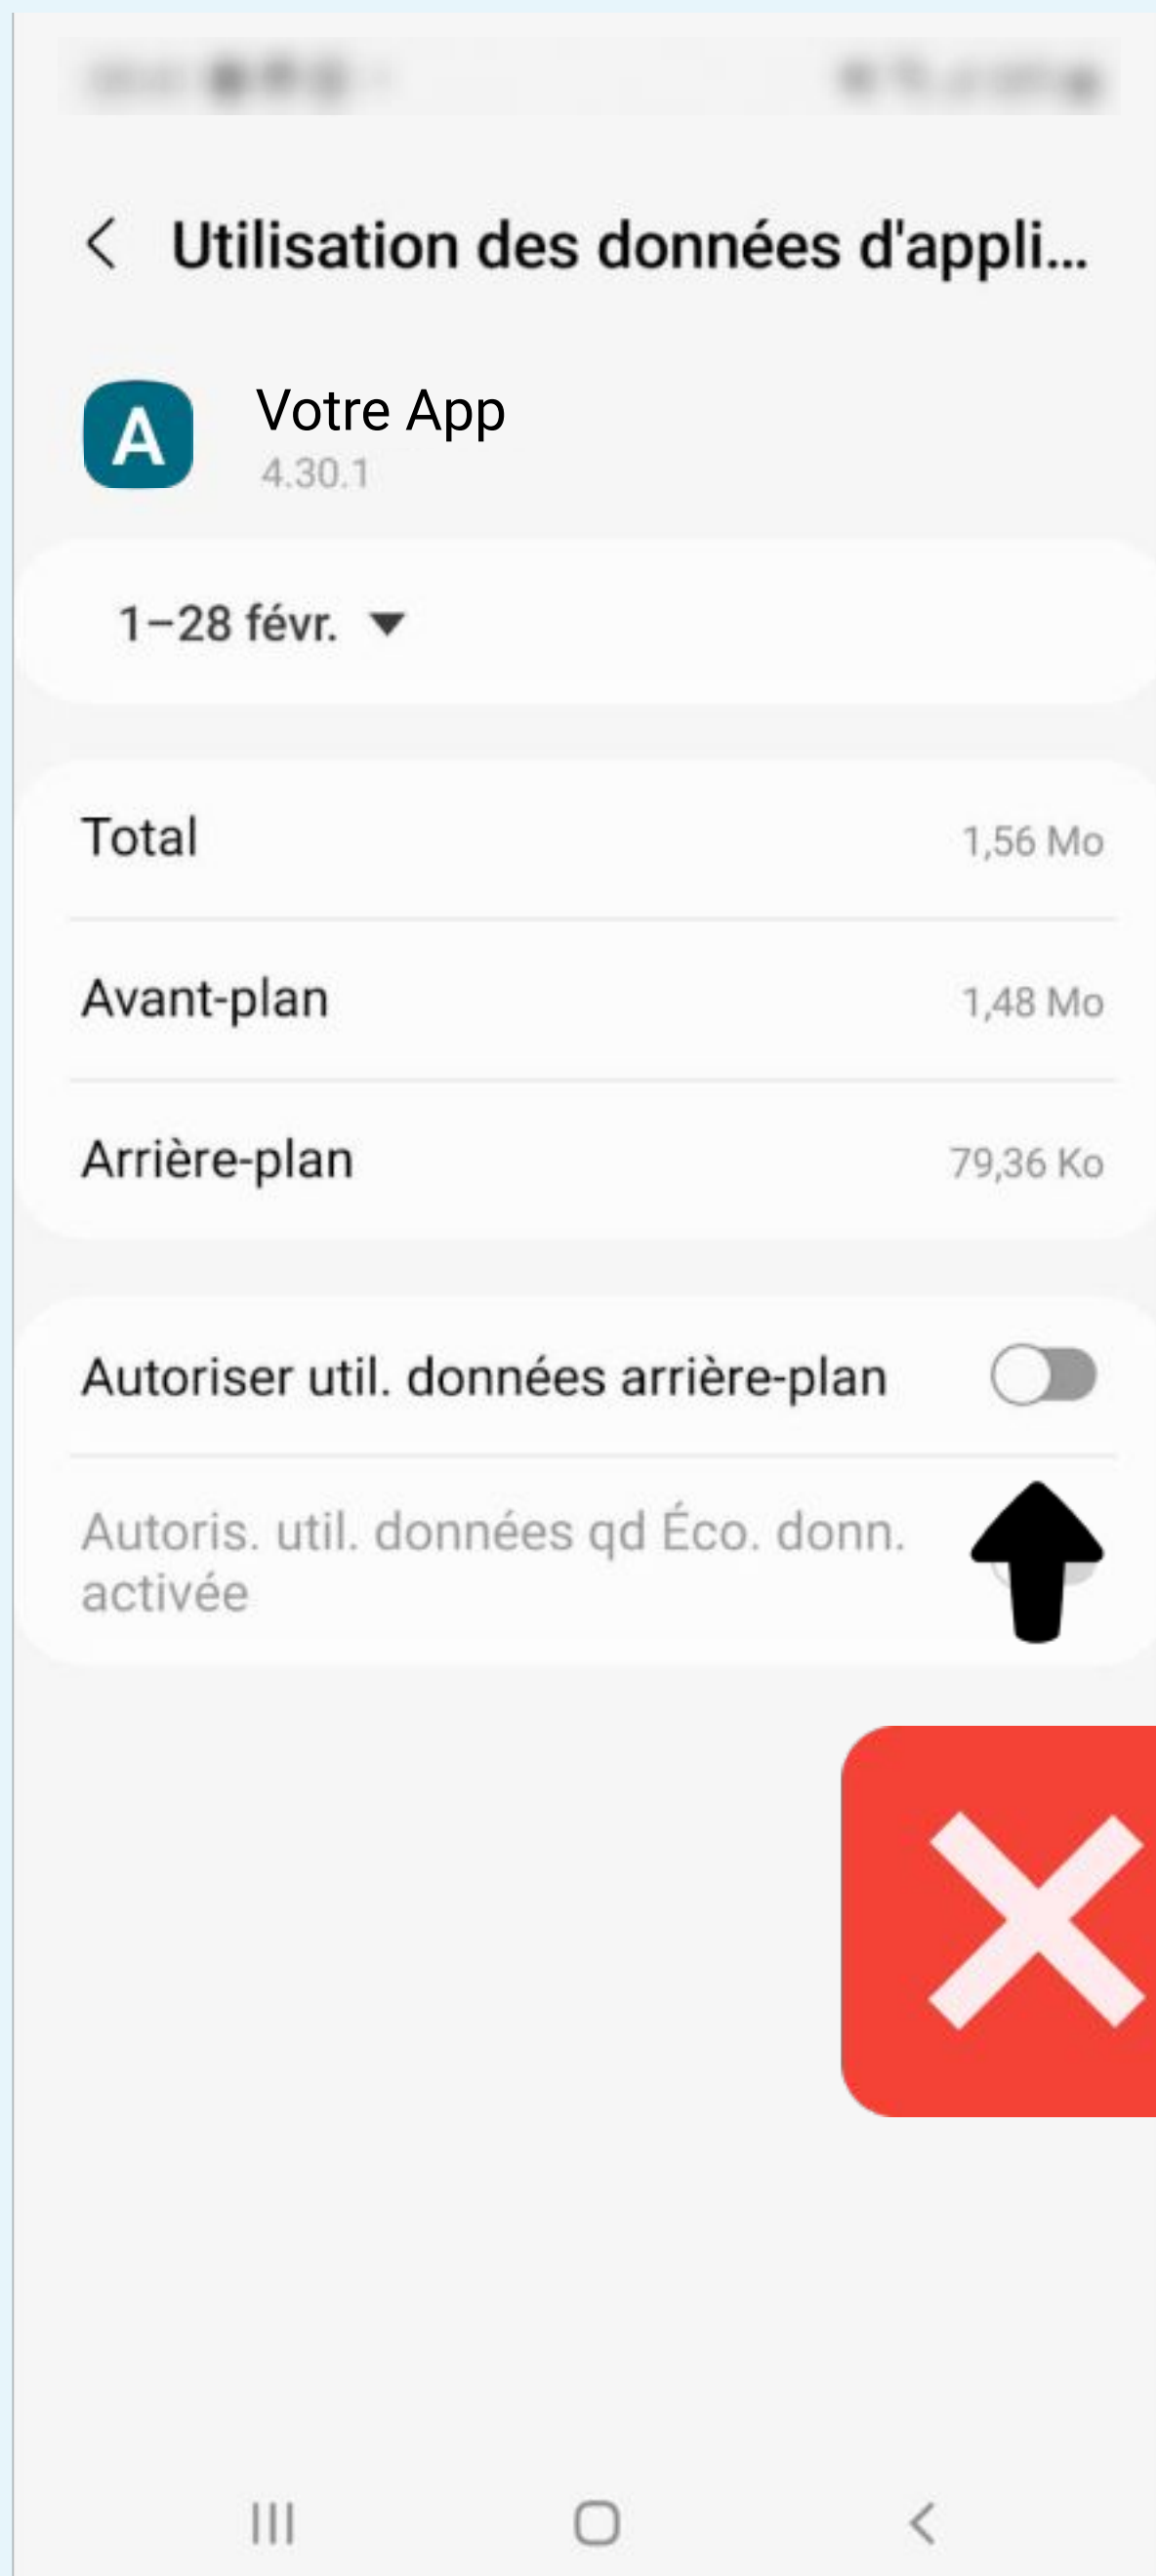 Utilisation des données d'appli...
A
Votre App
4.30.1
1–28 févr.
Total 1,56 Mo
Avant-plan 1,48 Mo
Arrière-plan 79,36 Ko
Autoriser util. données arrière-plan
Autoris. util. données qd Éco. donn.
activée